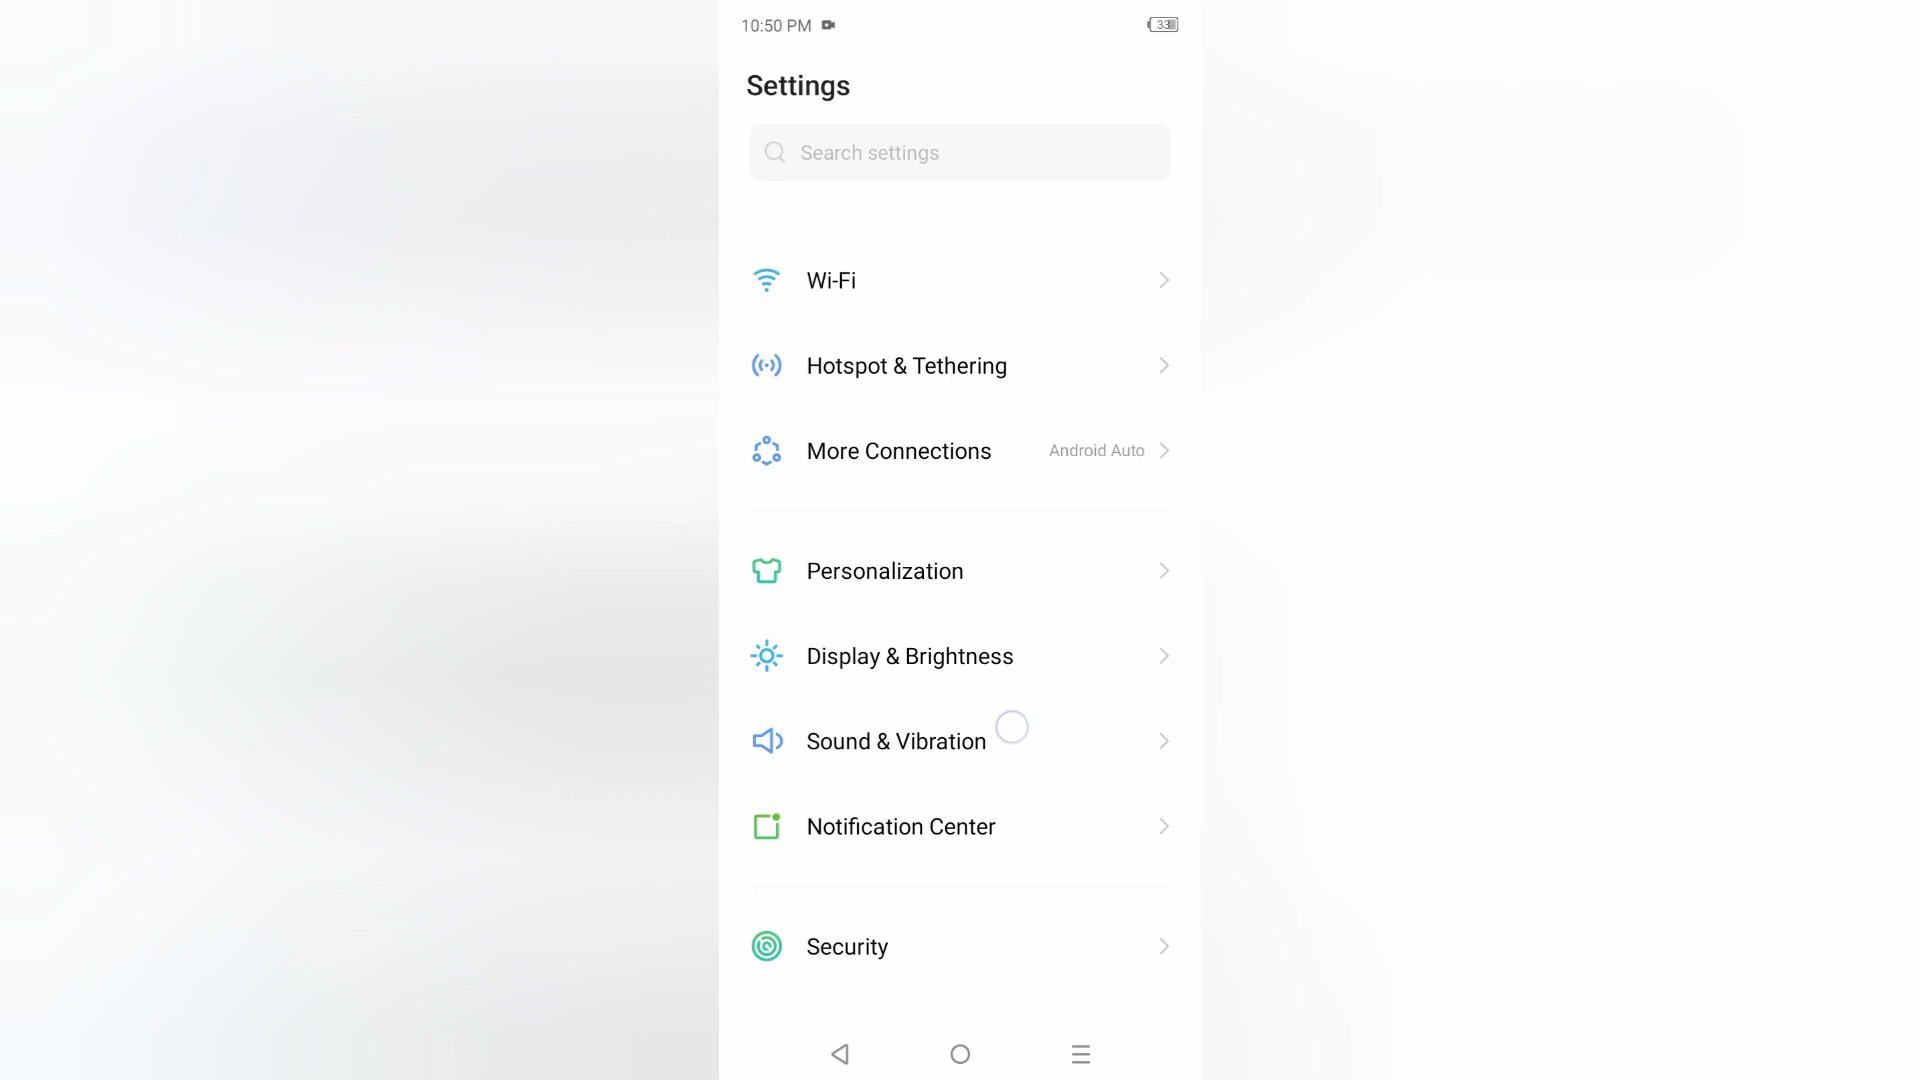 10:50 PM
33
Settings
Search settings
Wi-Fi
Hotspot & Tethering
More Connections Android Auto
Personalization
Display & Brightness
Sound & Vibration
Notification Center
Security